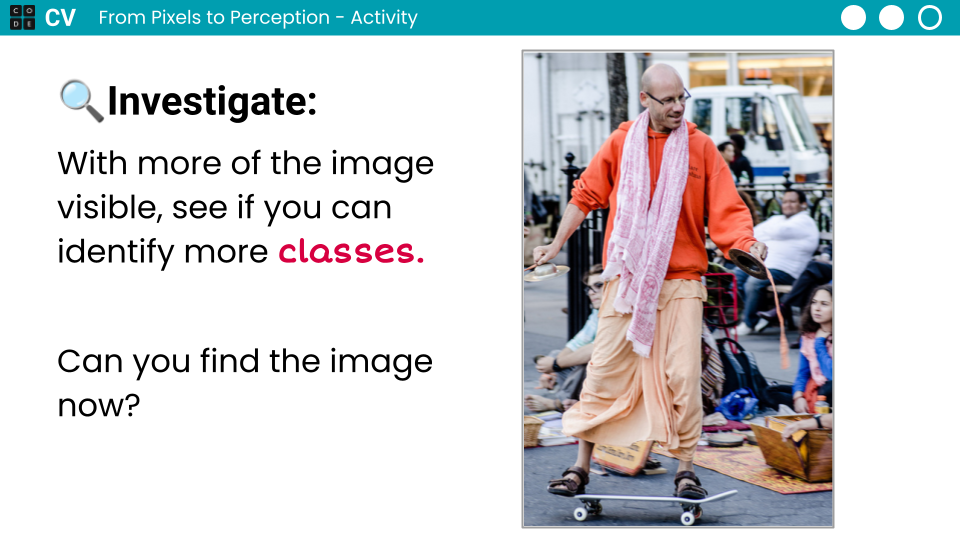 CODE CV From Pixels to Perception - Activity
🔍Investigate:
With more of the image
visible, see if you can
identify more classes.
Can you find the image
now?